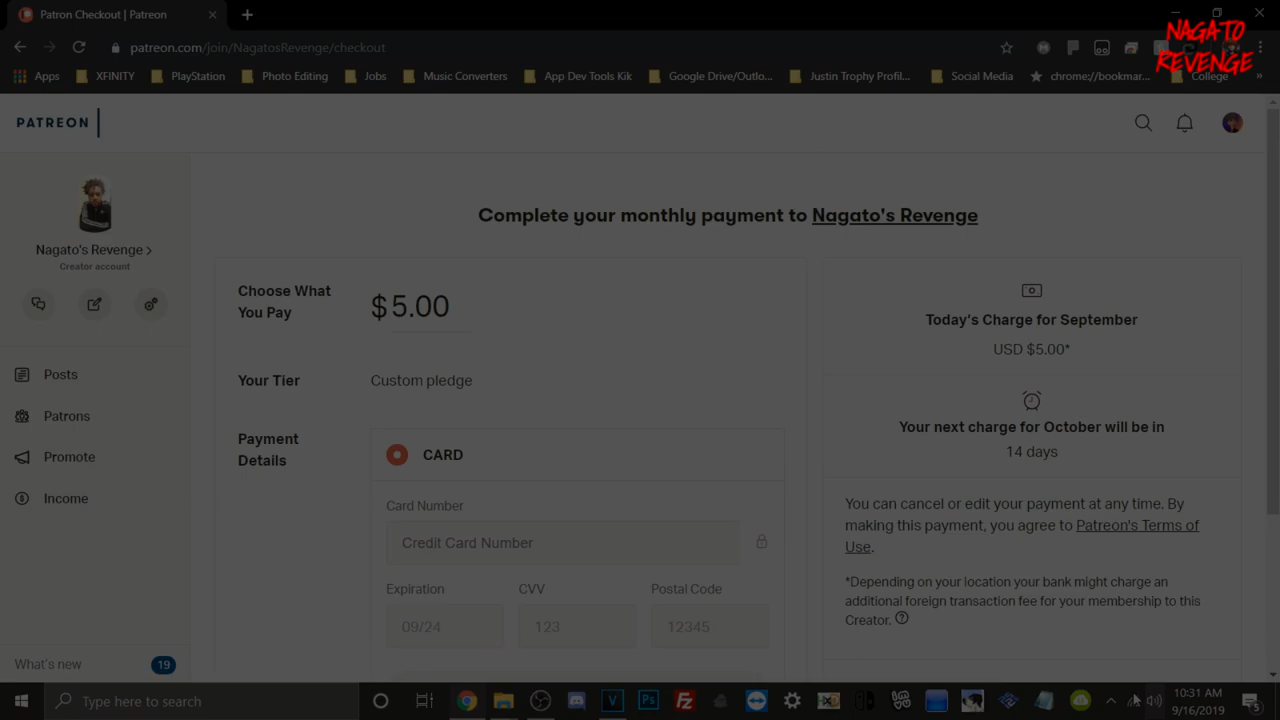 Patron Checkout | Patreon
NAGATO
REVENGE
patreon.com/join/NagatosRevenge/checkout
Apps XFINITY PlayStation Photo Editing Jobs Music Converters App Dev Tools Kik Google Drive/Outlo... Justin Trophy Profil... Social Media chrome://bookmar... College »
PATREON
Complete your monthly payment to Nagato's Revenge
Nagato's Revenge
Creator account
Posts
Patrons
Promote
Income
What's new 19
Choose What
You Pay
$5.00
Your Tier
Custom pledge
Payment
Details
CARD
Card Number
Credit Card Number
Expiration CVV Postal Code
09/24 123 12345
Today's Charge for September
USD $5.00*
Your next charge for October will be in
14 days
You can cancel or edit your payment at any time. By
making this payment, you agree to Patreon's Terms of
Use.
*Depending on your location your bank might charge an
additional foreign transaction fee for your membership to this
Creator.
Type here to search
10:31 AM
9/16/2019
5